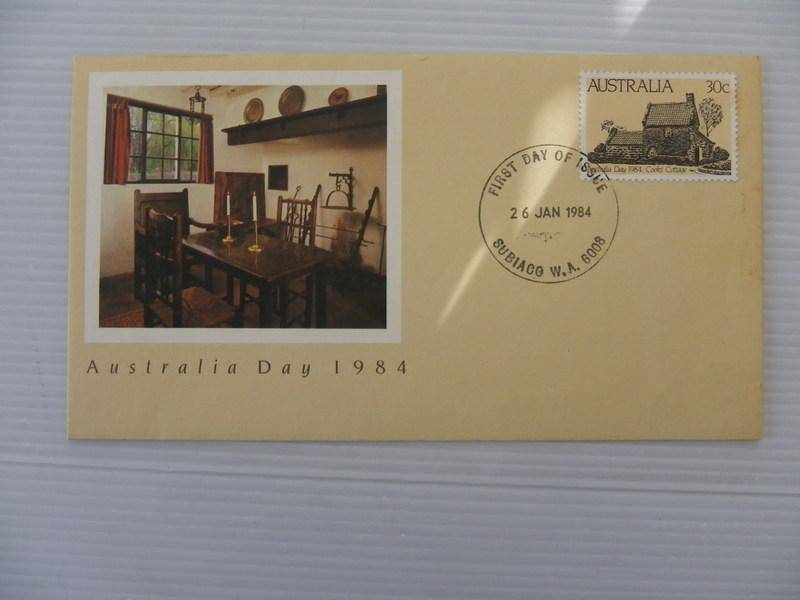 AUSTRALIA 30c
Australia Day 1984. Cooks' Cottage
FIRST DAY OF ISSUE
26 JAN 1984
SUBIACO W.A. 6008
Australia Day 1984